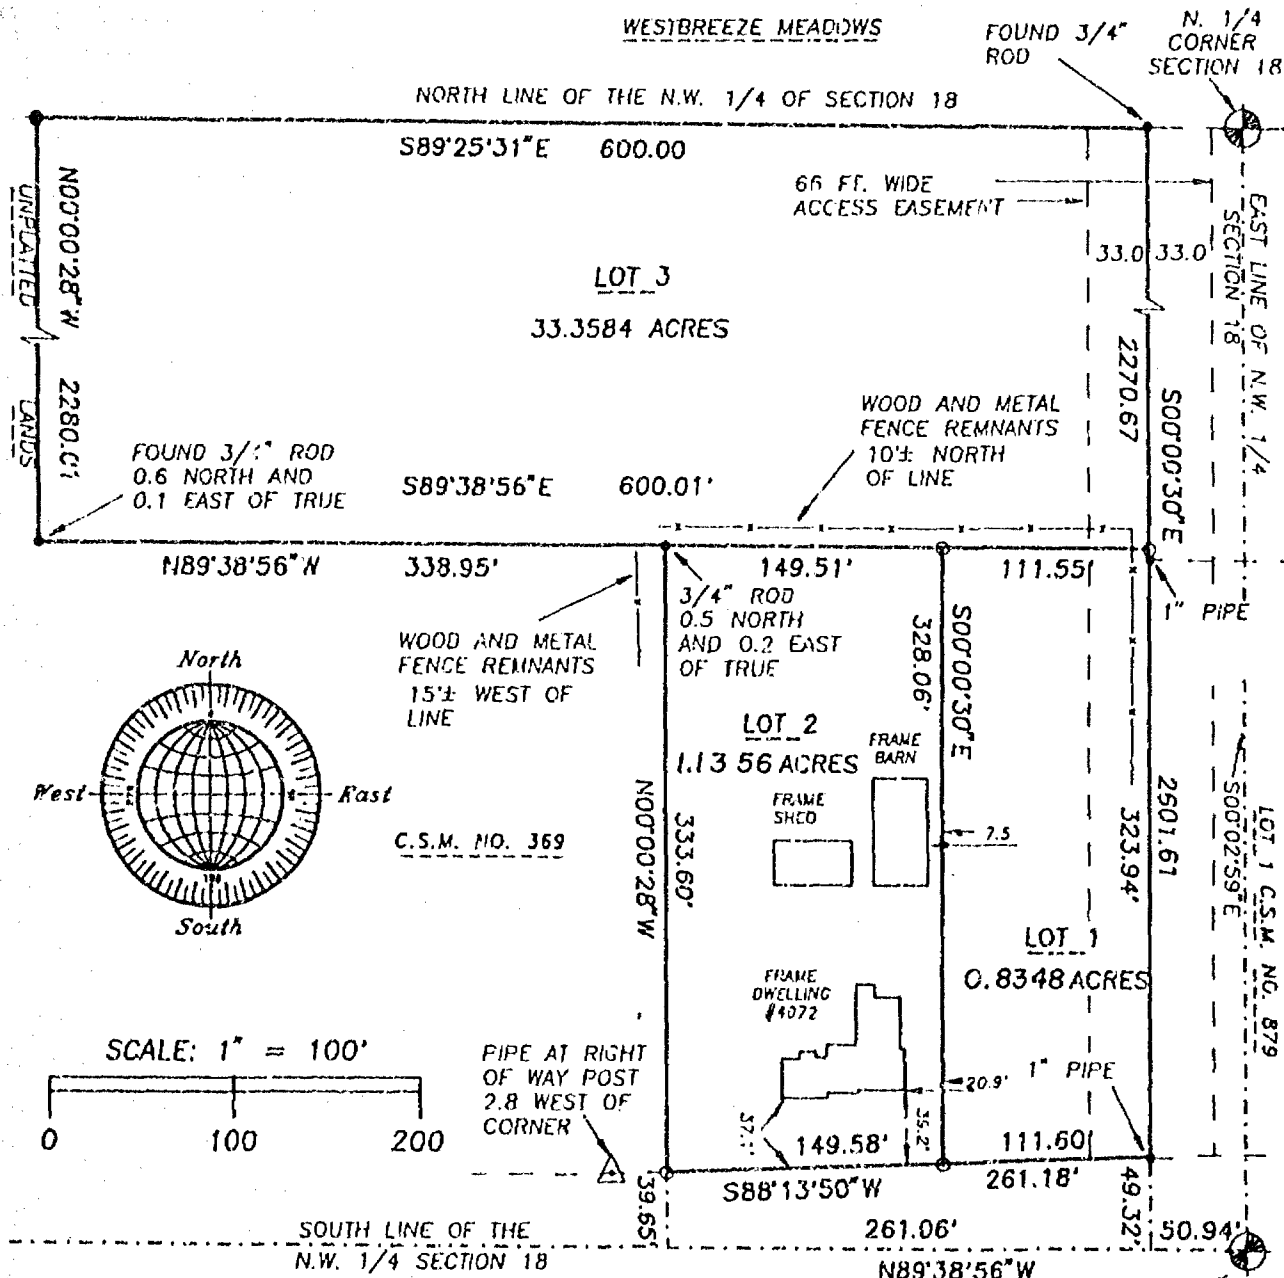 WESTBREEZE MEADOWS
FOUND 3/4"
ROD
N. 1/4
CORNER
SECTION 18
NORTH LINE OF THE N.W. 1/4 OF SECTION 18
S89°25'31"E 600.00
66 FT. WIDE
ACCESS EASEMENT
33.0 33.0
EAST LINE OF N.W. 1/4
SECTION 18
N00°00'28"W 2280.01
UNPLATTED LANDS
LOT 3
33.3584 ACRES
2270.67
S00°00'30"E
WOOD AND METAL
FENCE REMNANTS
10'± NORTH
OF LINE
FOUND 3/4" ROD
0.6 NORTH AND
0.1 EAST OF TRUE
S89°38'56"E 600.01'
N89°38'56"W 338.95' 149.51' 111.55'
1" PIPE
3/4" ROD
0.5 NORTH
AND 0.2 EAST
OF TRUE
WOOD AND METAL
FENCE REMNANTS
15'± WEST OF
LINE
328.06'
S00°00'30"E
North
West
East
South
C.S.M. NO. 369
LOT 2
1.1356 ACRES
FRAME
BARN
FRAME
SHED
7.5
N00°00'28"W
333.60'
323.94'
2601.61
S00°02'59"E
LOT 1 C.S.M. NO. 879
LOT 1
0.8348 ACRES
FRAME
DWELLING
#4072
SCALE: 1" = 100'
0 100 200
PIPE AT RIGHT
OF WAY POST
2.8 WEST OF
CORNER
20.9'
1" PIPE
35.2'
149.58' 111.60'
S88°13'50"W 261.18'
39.65'
49.32'
SOUTH LINE OF THE
N.W. 1/4 SECTION 18
261.06' 50.94'
N89°38'56"W